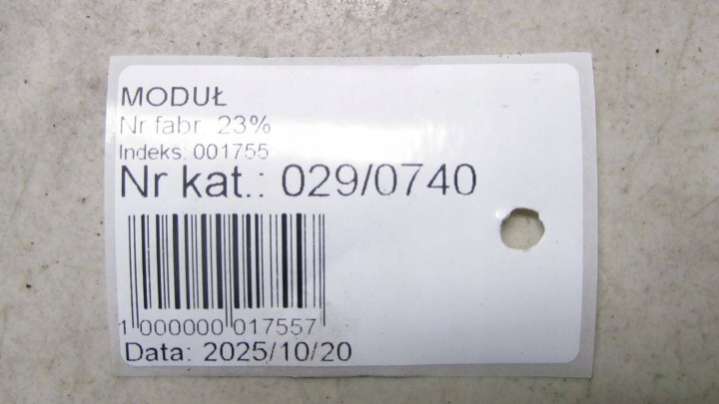 MODUŁ
Nr fabr. 23%
Indeks: 001755
Nr kat.: 029/0740
1 000000 017557
Data: 2025/10/20